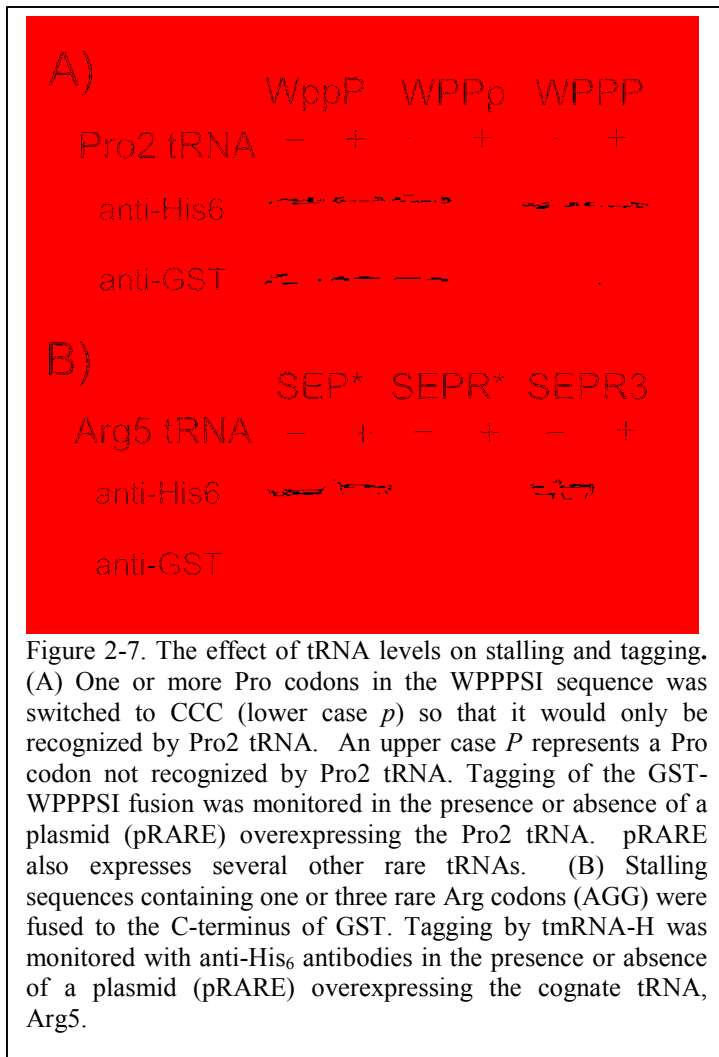 A)
WppP WPPp WPPP
Pro2 tRNA − + - + - +
anti-His6
anti-GST
B)
SEP* SEPR* SEPR3
Arg5 tRNA − + − + − +
anti-His6
anti-GST
Figure 2-7. The effect of tRNA levels on stalling and tagging.
(A) One or more Pro codons in the WPPPSI sequence was
switched to CCC (lower case p) so that it would only be
recognized by Pro2 tRNA. An upper case P represents a Pro
codon not recognized by Pro2 tRNA. Tagging of the GST-
WPPPSI fusion was monitored in the presence or absence of a
plasmid (pRARE) overexpressing the Pro2 tRNA. pRARE
also expresses several other rare tRNAs. (B) Stalling
sequences containing one or three rare Arg codons (AGG) were
fused to the C-terminus of GST. Tagging by tmRNA-H was
monitored with anti-His₆ antibodies in the presence or absence
of a plasmid (pRARE) overexpressing the cognate tRNA,
Arg5.